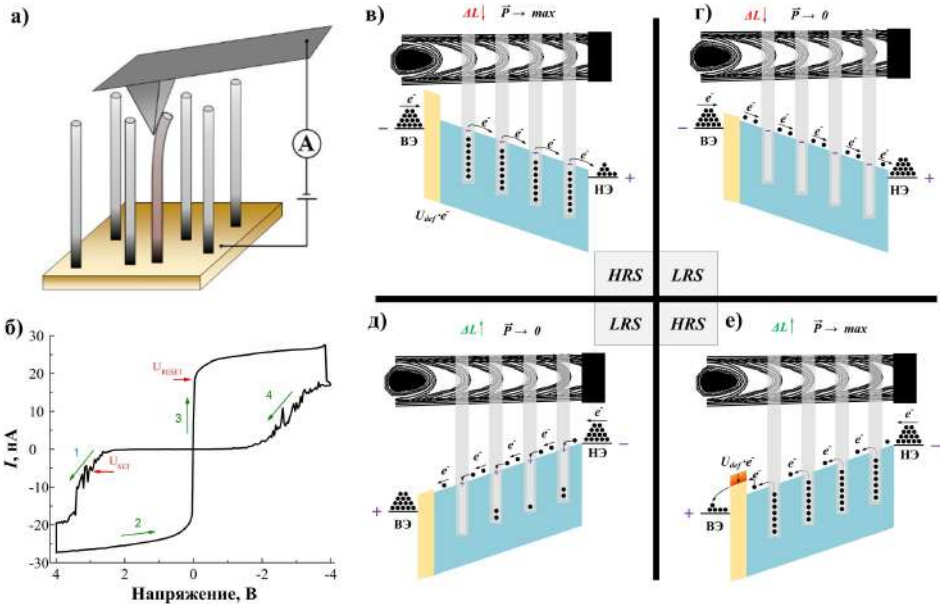 а)
A
б)
I, нА
30
20
10
0
-10
-20
-30
4
2
0
-2
-4
Напряжение, В
U_RESET
U_SET
1
2
3
4
в)
ΔL↓ P⃗ → max
e⁻
−
ВЭ
e⁻ e⁻ e⁻ e⁻
НЭ
+
U_def·e⁻
HRS
г)
ΔL↓ P⃗ → 0
e⁻
−
ВЭ
e⁻ e⁻ e⁻ e⁻ e⁻
НЭ
+
LRS
д)
LRS
ΔL↑ P⃗ → 0
e⁻
НЭ
−
e⁻ e⁻ e⁻ e⁻ e⁻
+
ВЭ
е)
HRS
ΔL↑ P⃗ → max
e⁻
НЭ
−
U_def·e⁻
e⁻ e⁻ e⁻ e⁻
+
ВЭ